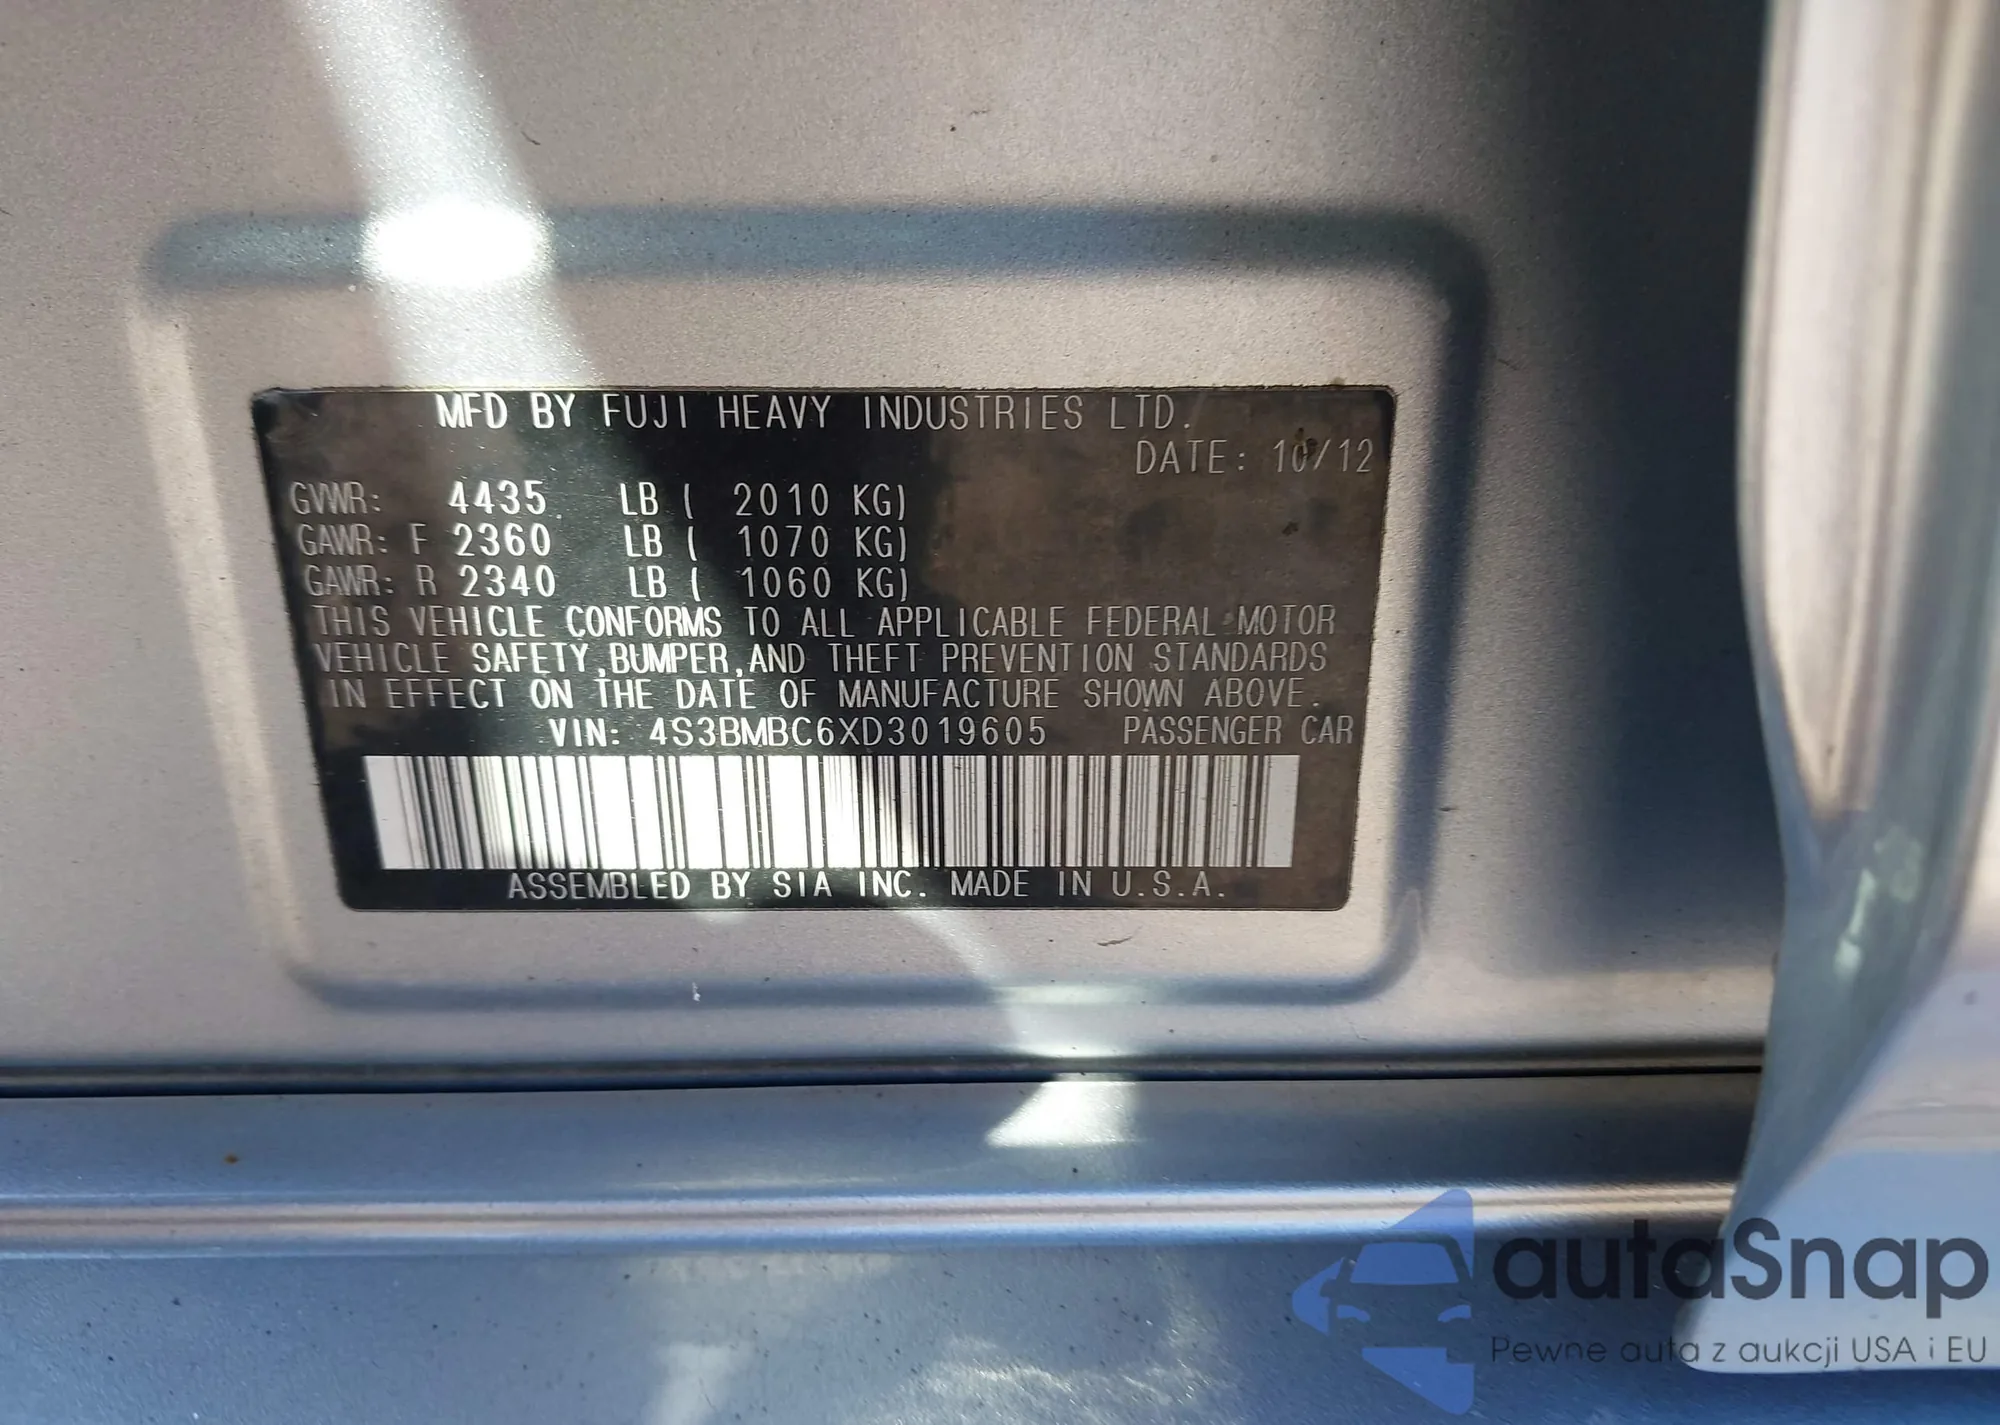 MFD BY FUJI HEAVY INDUSTRIES LTD.
DATE: 10/12
GVWR: 4435 LB ( 2010 KG)
GAWR: F 2360 LB ( 1070 KG)
GAWR: R 2340 LB ( 1060 KG)
THIS VEHICLE CONFORMS TO ALL APPLICABLE FEDERAL MOTOR
VEHICLE SAFETY,BUMPER,AND THEFT PREVENTION STANDARDS
IN EFFECT ON THE DATE OF MANUFACTURE SHOWN ABOVE.
VIN: 4S3BMBC6XD3019605 PASSENGER CAR
ASSEMBLED BY SIA INC. MADE IN U.S.A.
autaSnap
Pewne auta z aukcji USA i EU